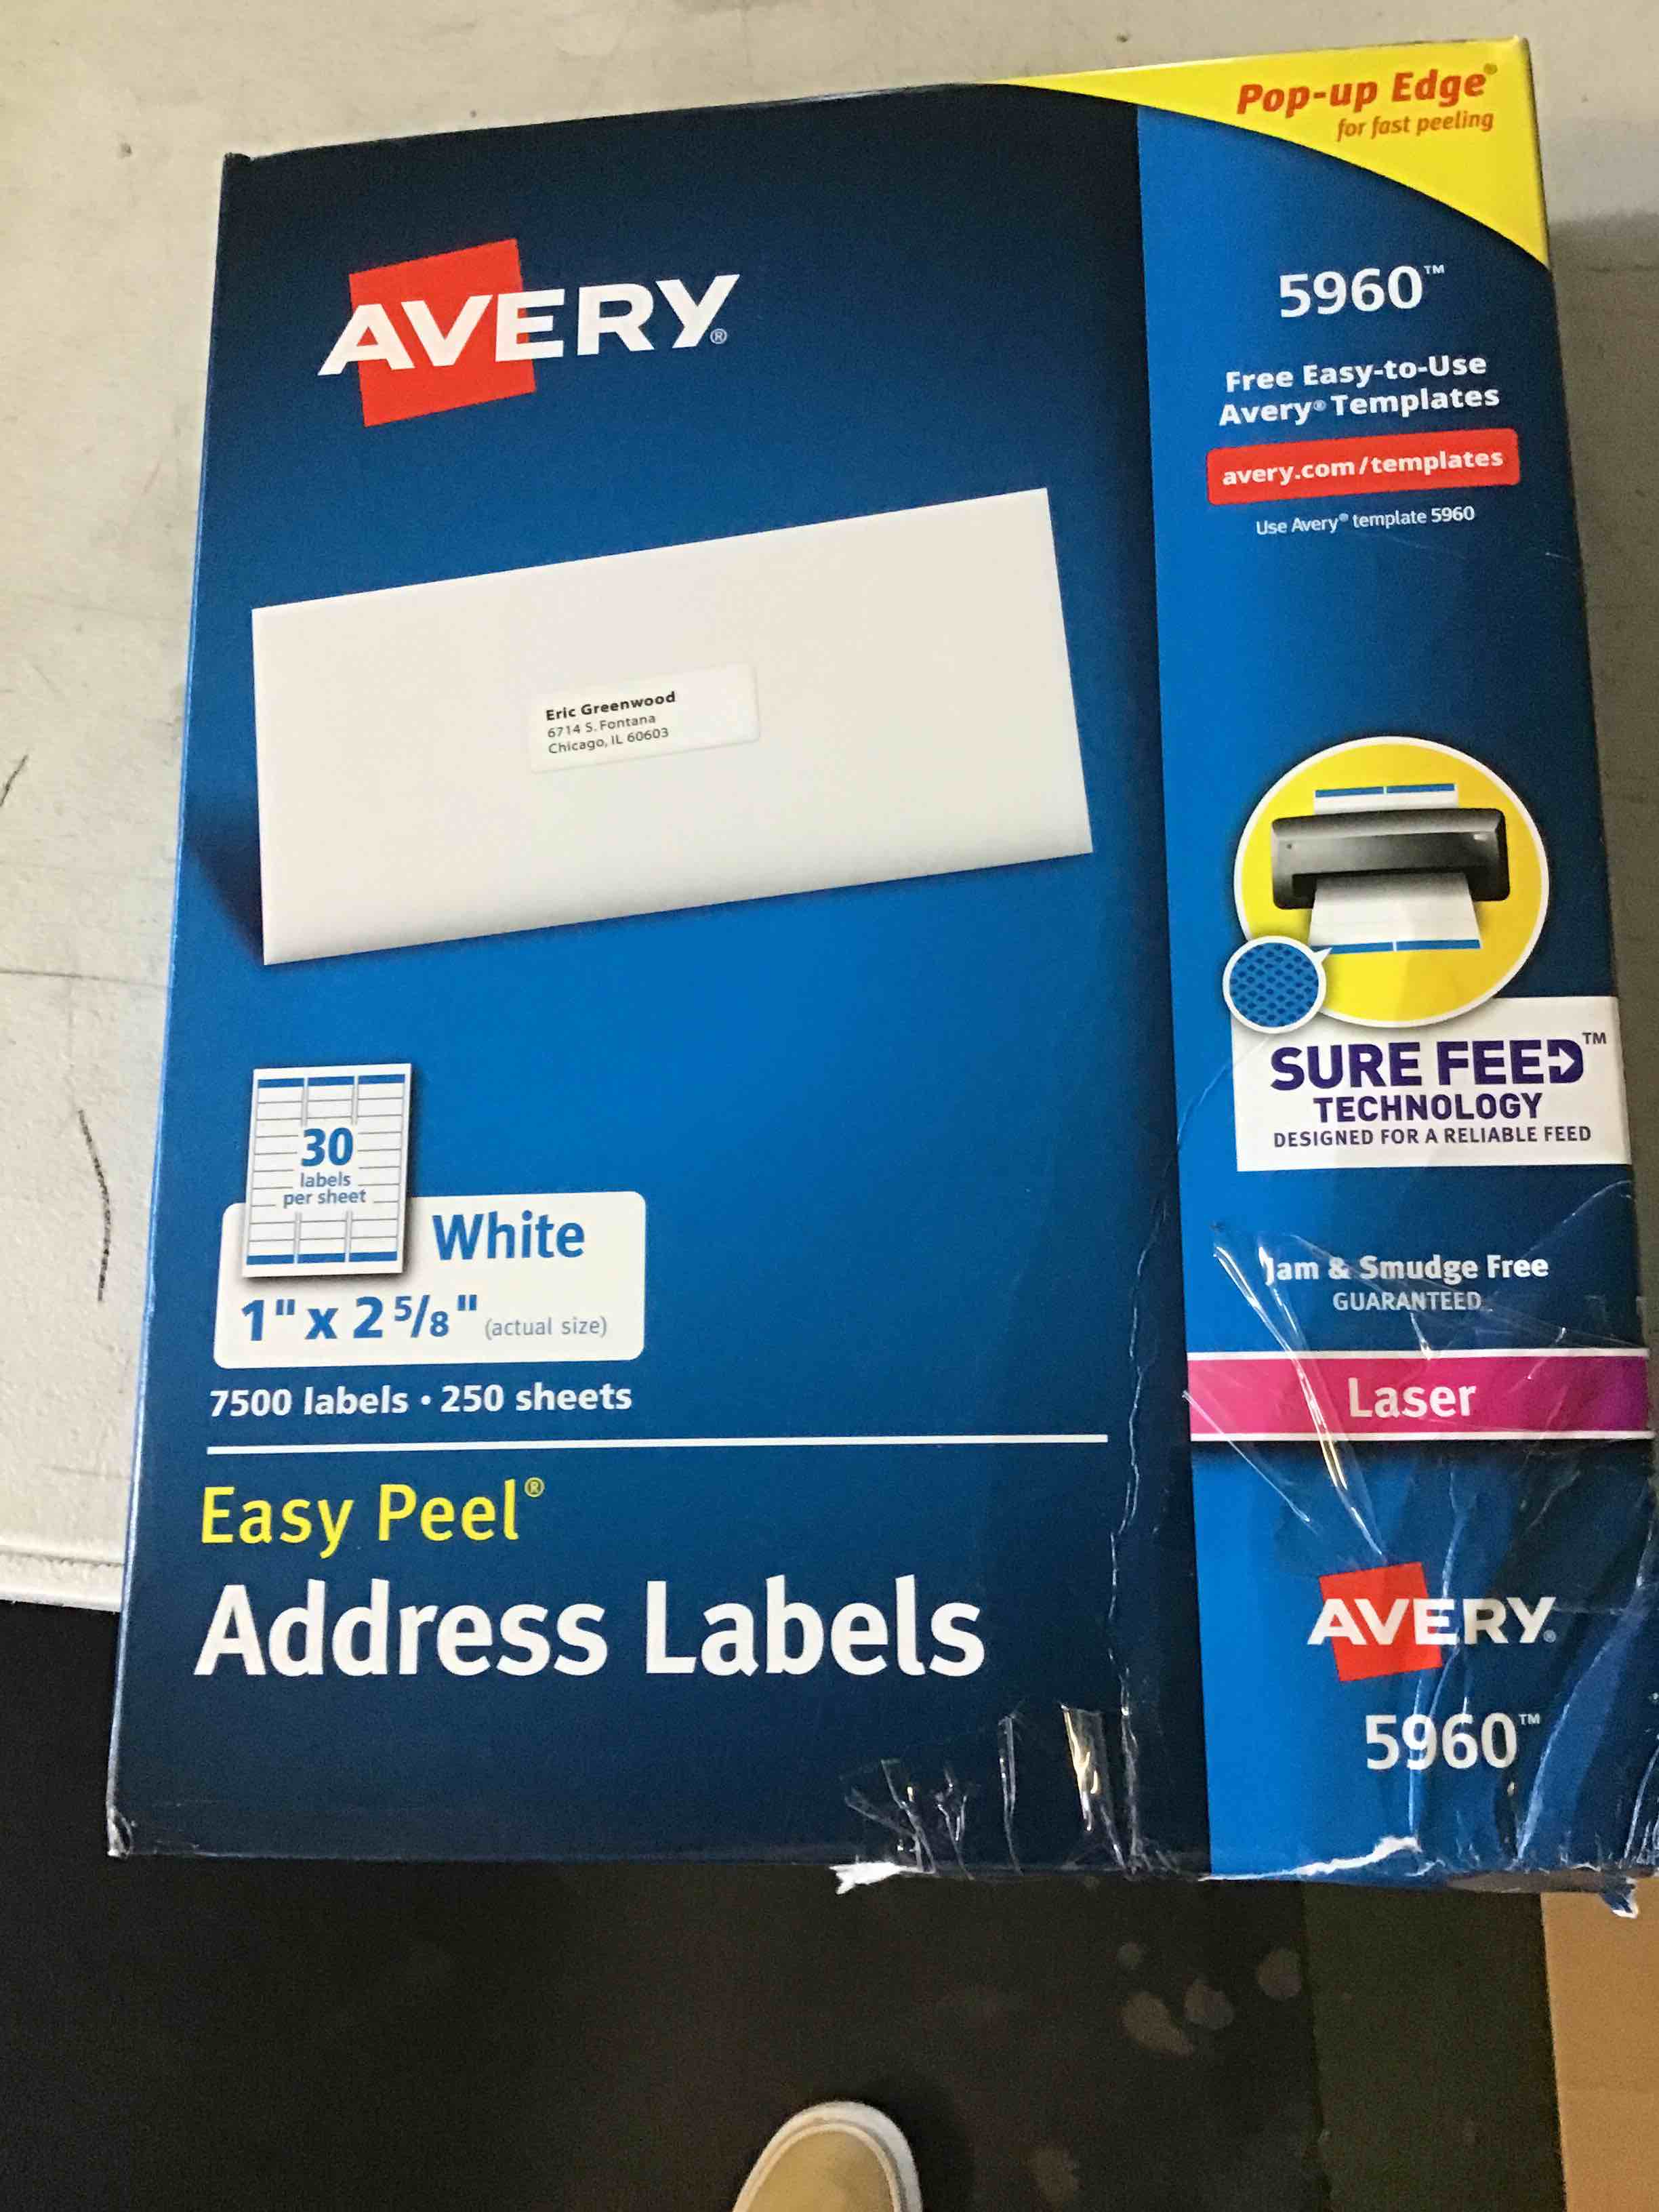 Pop-up Edge®
for fast peeling
AVERY®
5960™
Free Easy-to-Use
Avery® Templates
avery.com/templates
Use Avery® template 5960
Eric Greenwood
6714 S. Fontana
Chicago, IL 60603
SURE FEED™
TECHNOLOGY
DESIGNED FOR A RELIABLE FEED
30
labels
per sheet
White
1" x 2 5/8" (actual size)
7500 labels • 250 sheets
Jam & Smudge Free
GUARANTEED
Laser
Easy Peel®
Address Labels
AVERY®
5960™